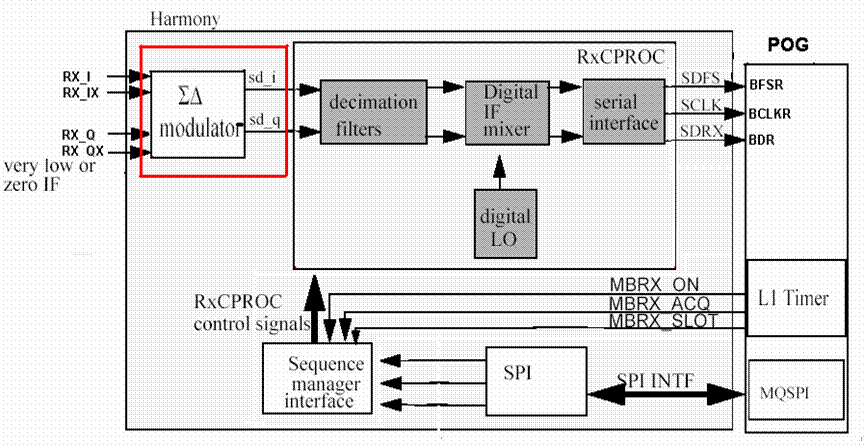 Harmony
RxCPROC
POG
RX_I
RX_IX
RX_Q
RX_QX
very low or
zero IF
ΣΔ
modulator
sd_i
sd_q
decimation
filters
Digital
IF
mixer
serial
interface
digital
LO
SDFS
SCLK
SDRX
BFSR
BCLKR
BDR
RxCPROC
control signals
MBRX_ON
MBRX_ACQ
MBRX_SLOT
L1 Timer
Sequence
manager
interface
SPI
SPI INTF
MQSPI